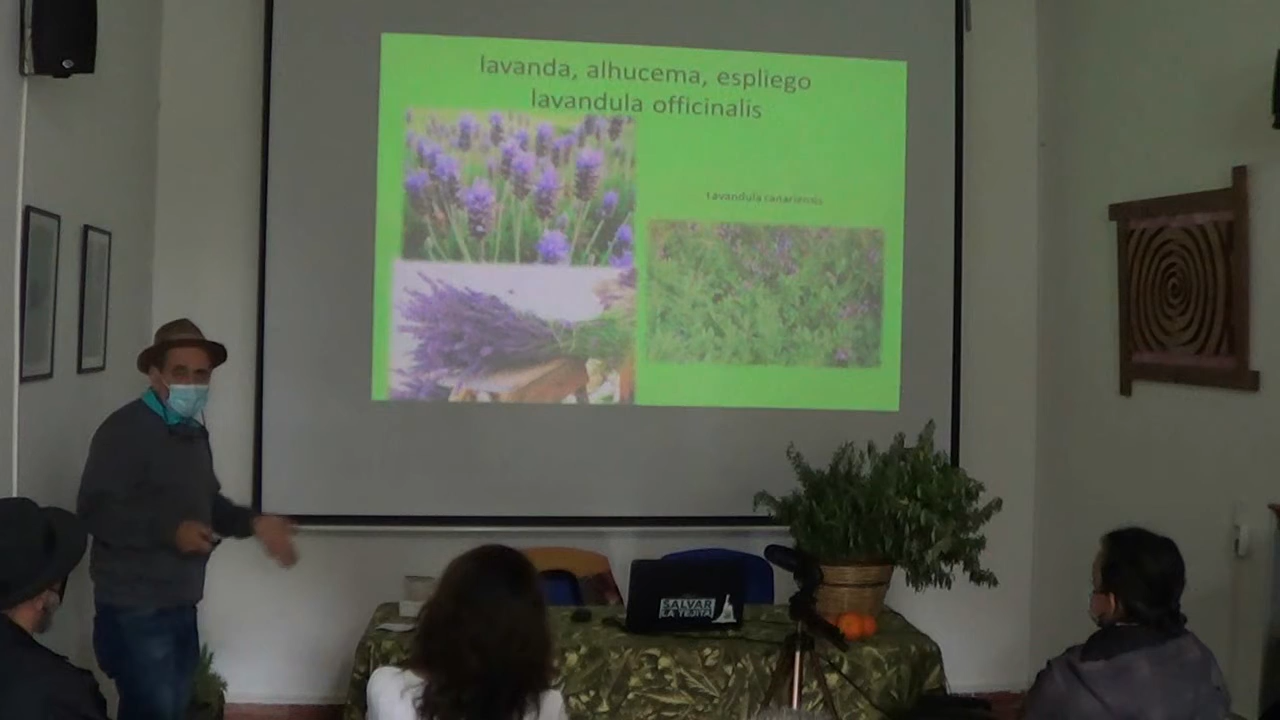 lavanda, alhucema, espliego
lavandula officinalis
Lavandula canariensis
SALVAR
LA TEJITA